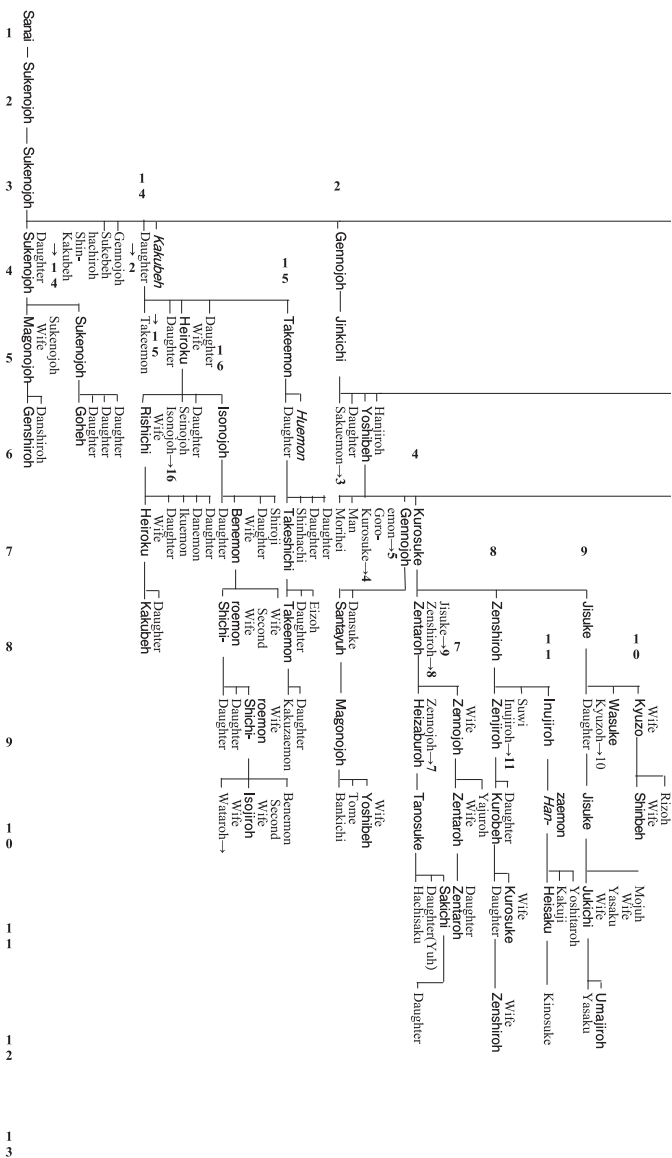 10
Rizoh
Mojuh
Wife
Wife
Wife
Kyuzo
Shinbeh
Yasaku
Wasuke
Wife
Umajiroh
9
Jisuke
Kyuzoh→10
Daughter
Jisuke
Jukichi
Yasaku
11
zaemon
Yoshitaroh
Kakuji
Inujiroh
Han-
Heisaku
Kinosuke
8
Suwi
Daughter
Wife
Wife
Inujiroh→11
Kurosuke
Zenshiroh
Zenjiroh
Kurobeh
Daughter
Zenshiroh
7
Wife
Yajuroh
Daughter
Wife
Zennojoh
Zentaroh
Zentaroh
4
Jisuke→9
Sakichi
Zenshiroh→8
Zennojoh→7
Daughter(Yuh)
Kurosuke
Zentaroh
Heizaburoh
Tanosuke
Hachisaku
Daughter
Gennojoh
Goro-
emon→5
Hanjiroh
Kurosuke→4
Wife
Yoshibeh
Man
Dansuke
Yoshibeh
Daughter
Tome
2
Gennojoh
Jinkichi
Sakuemon→3
Morihei
Santayuh
Magonojoh
Bankichi
Daughter
Eizoh
Huemon
Daughter
Shinhachi
Daughter
Daughter
15
Takeemon
Daughter
Takeshichi
Takeemon
Kakuzaemon
Shiroji
Wife
Benemon
Daughter
Second
Second
Wife
Wife
Wife
Wife
Benemon
roemon
roemon
Isojiroh
16
Isonojoh
Daughter
Shichi-
Wife
Daughter
Daughter
Wife
Daughter
Shichi-
Daughter
Wataroh→
Daughter
Heiroku
Seinojoh
Danemon
Daughter
Isonojoh→16
Ikuemon
Kakubeh
→15
Wife
Daughter
Wife
Daughter
14
Daughter
Takeemon
Rishichi
Heiroku
Kakubeh
Gennojoh
→2
Sukebeh
Daughter
Shin-
hachiroh
Daughter
Kakubeh
Daughter
→14
Sukenojoh
Goheh
Daughter
Sukenojoh
Wife
Danshiroh
Sanai
Sukenojoh
Sukenojoh
Sukenojoh
Magonojoh
Genshiroh
1
2
3
4
5
6
7
8
9
10
11
12
13